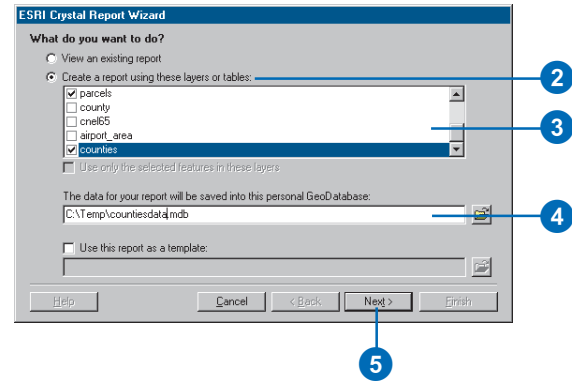 ESRI Crystal Report Wizard
What do you want to do?
View an existing report
Create a report using these layers or tables:
2
parcels
county
cnel65
3
airport_area
counties
Use only the selected features in these layers
The data for your report will be saved into this personal GeoDatabase:
C:\Temp\countiesdata.mdb
4
Use this report as a template:
Help Cancel < Back Next > Finish
5